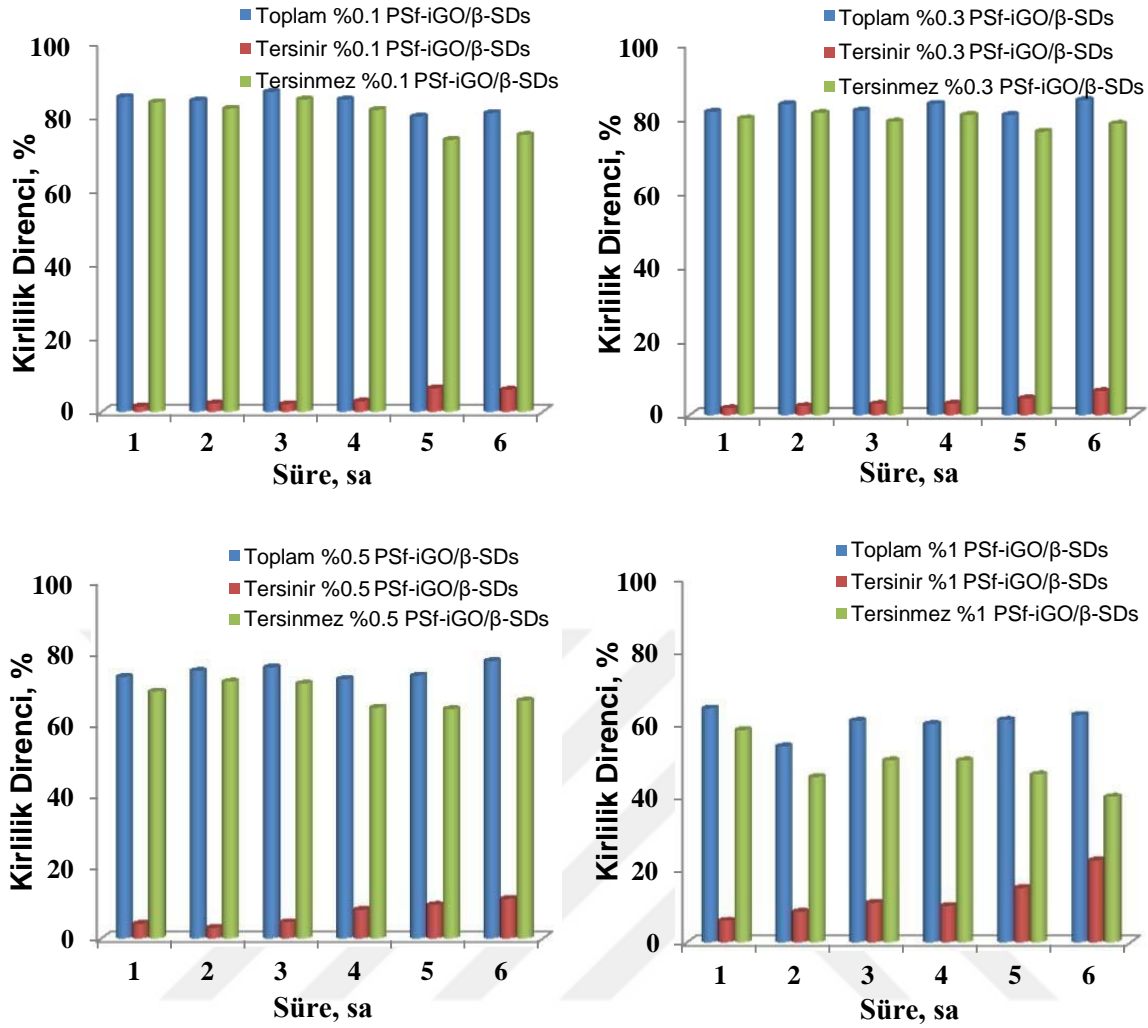 Toplam %0.1 PSf-iGO/β-SDs
Tersinir %0.1 PSf-iGO/β-SDs
Tersinmez %0.1 PSf-iGO/β-SDs
Kirlilik Direnci, %
100
80
60
40
20
0
1 2 3 4 5 6
Süre, sa
Toplam %0.3 PSf-iGO/β-SDs
Tersinir %0.3 PSf-iGO/β-SDs
Tersinmez %0.3 PSf-iGO/β-SDs
Kirlilik Direnci, %
100
80
60
40
20
0
1 2 3 4 5 6
Süre, sa
Toplam %0.5 PSf-iGO/β-SDs
Tersinir %0.5 PSf-iGO/β-SDs
Tersinmez %0.5 PSf-iGO/β-SDs
Kirlilik Direnci, %
100
80
60
40
20
0
1 2 3 4 5 6
Süre, sa
Toplam %1 PSf-iGO/β-SDs
Tersinir %1 PSf-iGO/β-SDs
Tersinmez %1 PSf-iGO/β-SDs
Kirlilik Direnci, %
100
80
60
40
20
0
1 2 3 4 5 6
Süre, sa